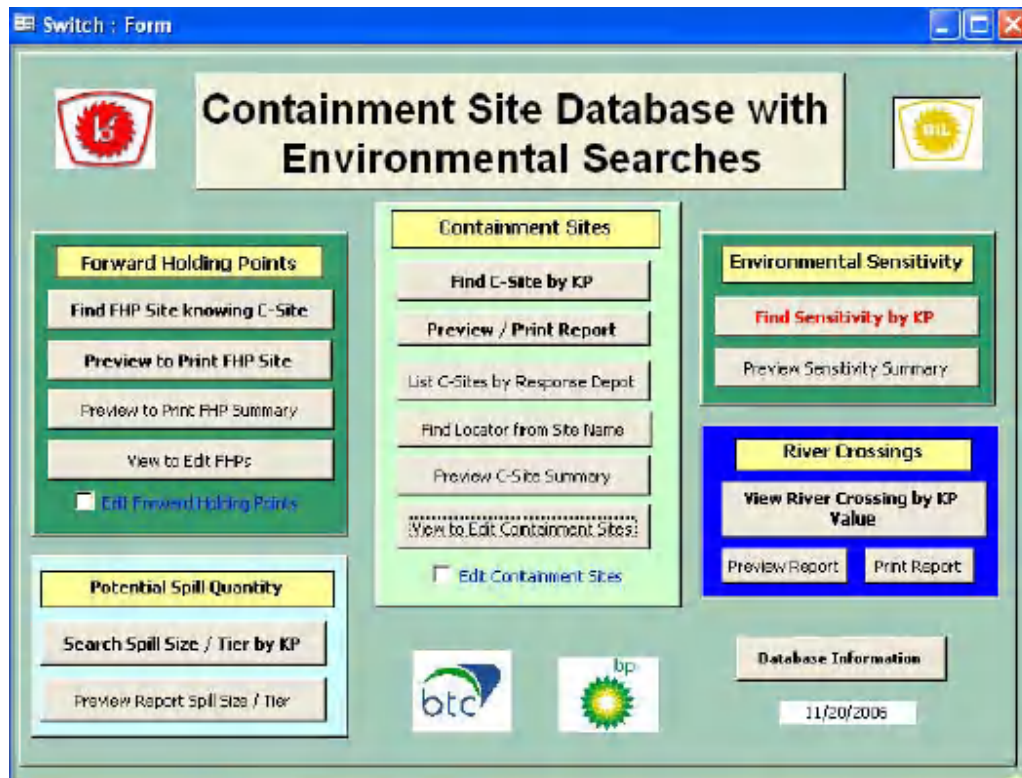 Switch : Form
Containment Site Database with
Environmental Searches
BIL
Forward Holding Points
Find FHP Site knowing C-Site
Preview to Print FHP Site
Preview to Print FHP Summary
View to Edit FHPs
Edit Forward Holding Points
Potential Spill Quantity
Search Spill Size / Tier by KP
Preview Report Spill Size / Tier
Containment Sites
Find C-Site by KP
Preview / Print Report
List C-Sites by Response Depot
Find Locator from Site Name
Preview C-Site Summary
View to Edit Containment Sites
Edit Containment Sites
btc
bp
Environmental Sensitivity
Find Sensitivity by KP
Preview Sensitivity Summary
River Crossings
View River Crossing by KP
Value
Preview Report
Print Report
Database Information
11/20/2006